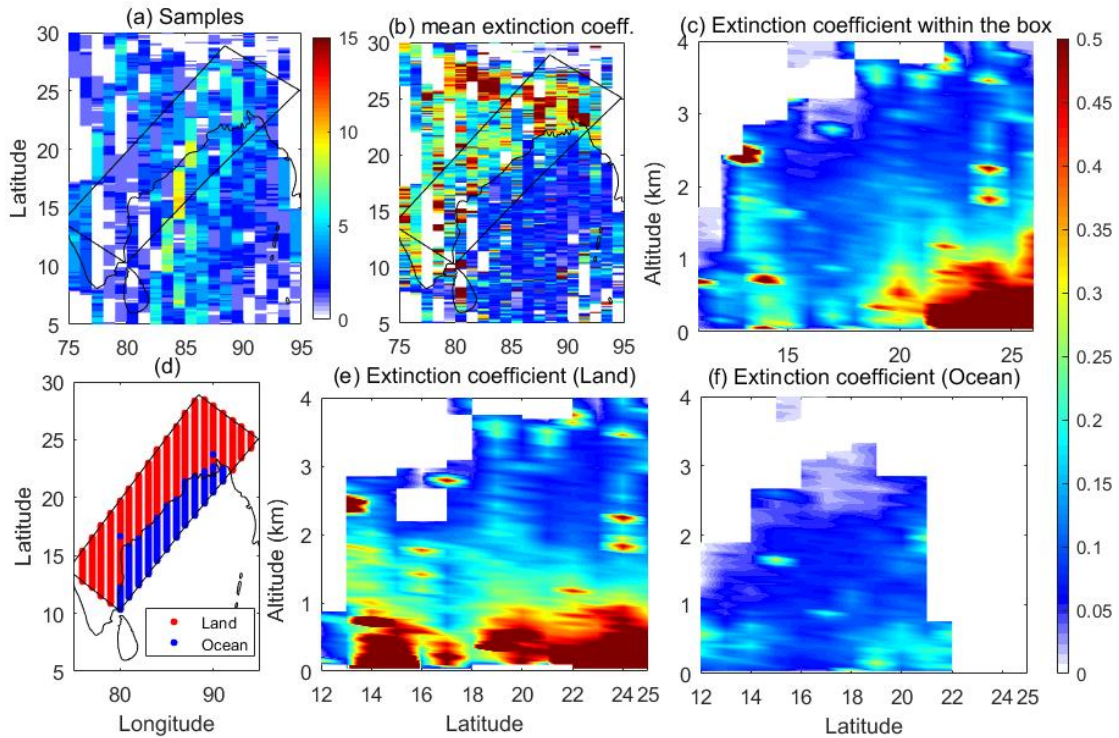 (a) Samples
(b) mean extinction coeff.
(c) Extinction coefficient within the box
Latitude
30
25
20
15
10
5
75 80 85 90 95
15
10
5
0
30
25
20
15
10
5
75 80 85 90 95
Altitude (km)
4
3
2
1
0
15 20 25
0.5
0.45
0.4
0.35
0.3
0.25
0.2
0.15
0.1
0.05
0
(d)
(e) Extinction coefficient (Land)
(f) Extinction coefficient (Ocean)
Latitude
30
25
20
15
10
5
80 90
Longitude
Land
Ocean
Altitude (km)
4
3
2
1
0
12 14 16 18 20 22 24 25
Latitude
4
3
2
1
0
12 14 16 18 20 22 24 25
Latitude